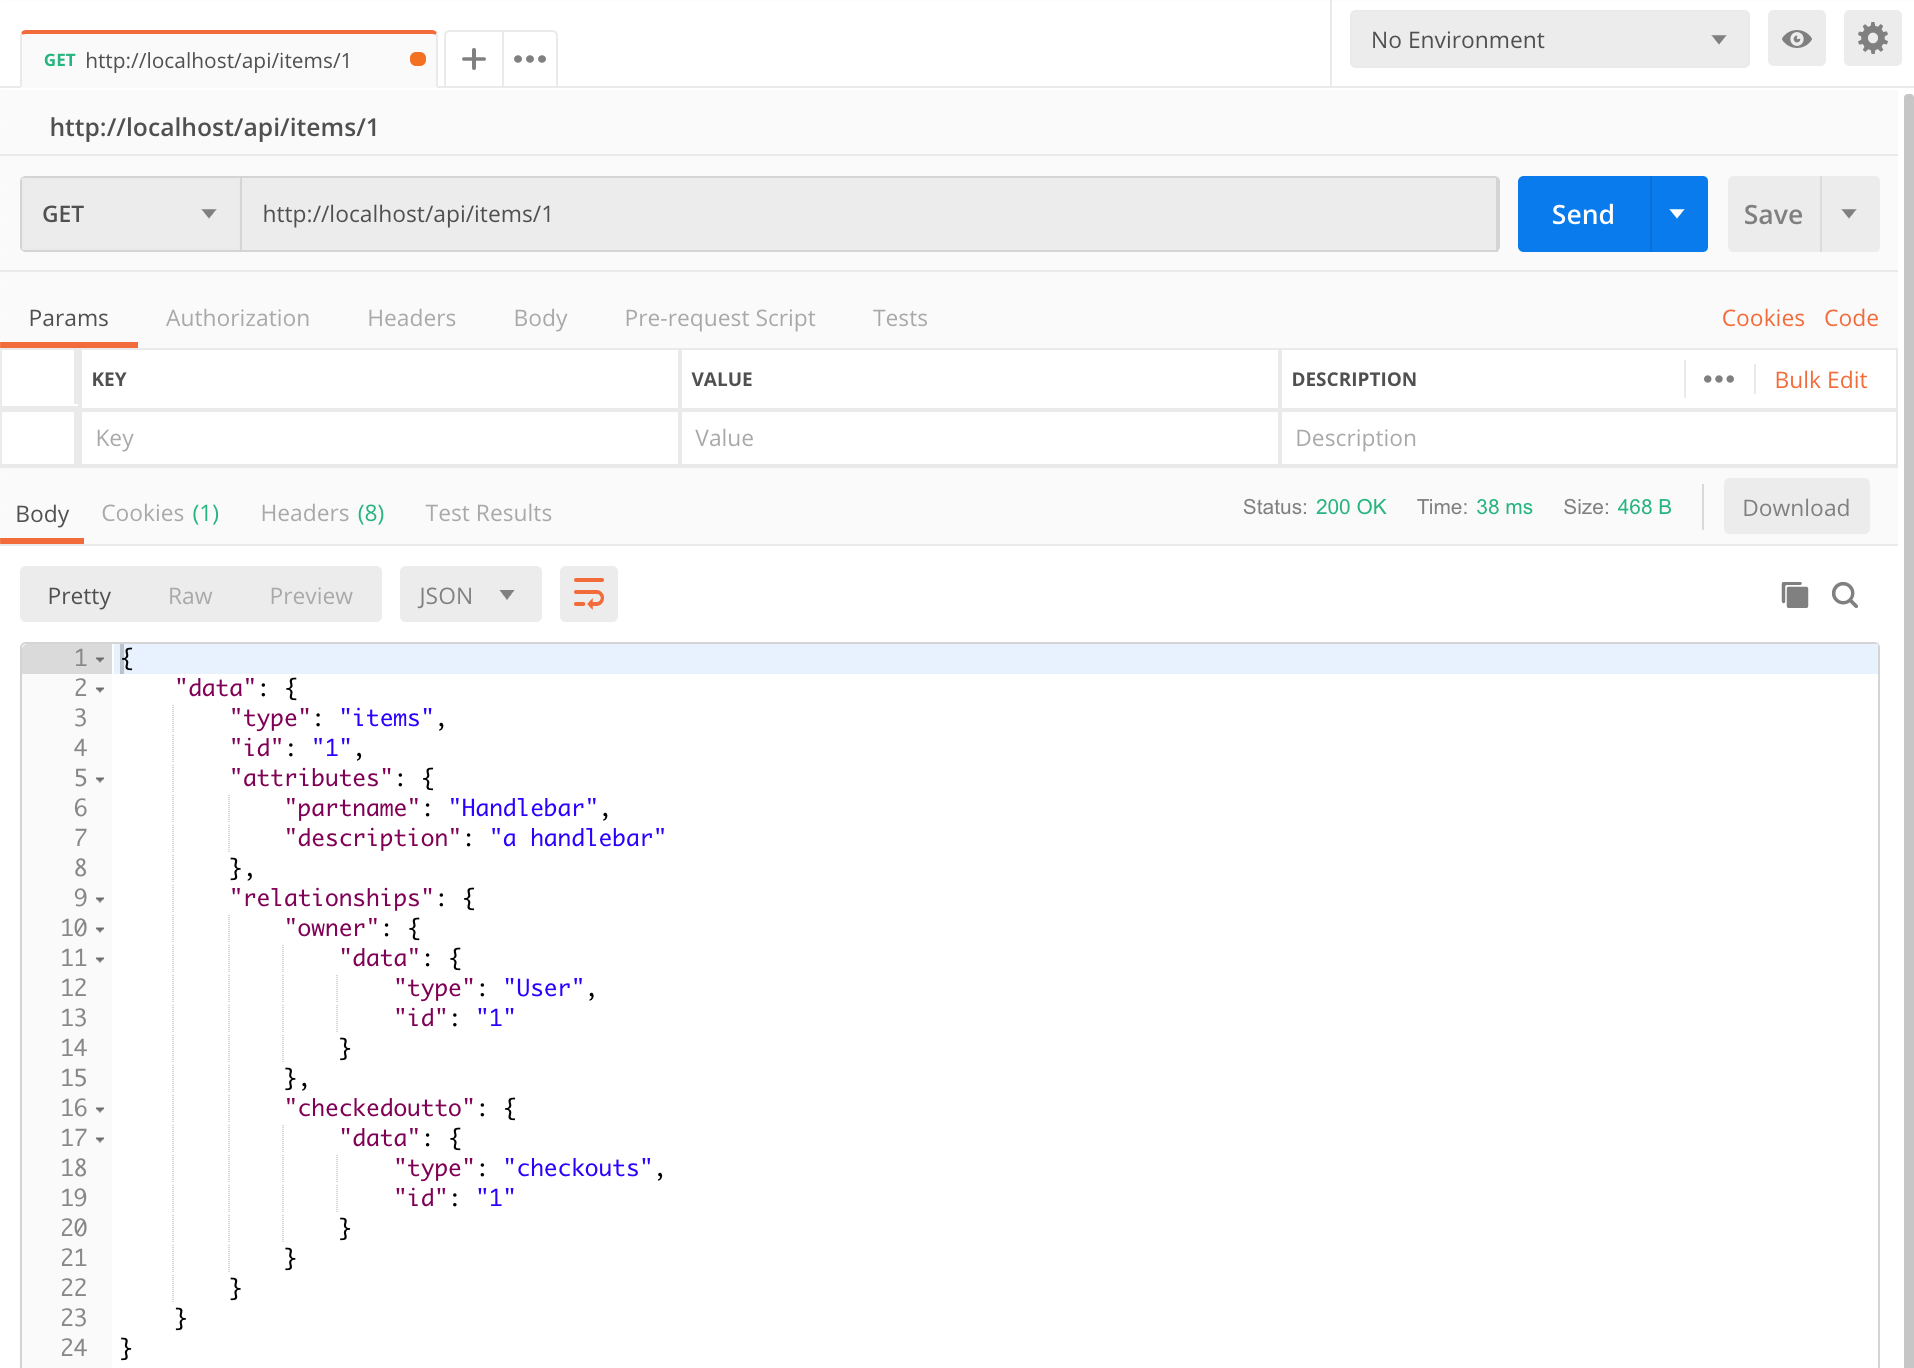 GET http://localhost/api/items/1
No Environment
http://localhost/api/items/1
GET http://localhost/api/items/1 Send Save
Params Authorization Headers Body Pre-request Script Tests Cookies Code
KEY VALUE DESCRIPTION Bulk Edit
Key Value Description
Body Cookies (1) Headers (8) Test Results Status: 200 OK Time: 38 ms Size: 468 B Download
Pretty Raw Preview JSON
1 {
2     "data": {
3         "type": "items",
4         "id": "1",
5         "attributes": {
6             "partname": "Handlebar",
7             "description": "a handlebar"
8         },
9         "relationships": {
10             "owner": {
11                 "data": {
12                     "type": "User",
13                     "id": "1"
14                 }
15             },
16             "checkedoutto": {
17                 "data": {
18                     "type": "checkouts",
19                     "id": "1"
20                 }
21             }
22         }
23     }
24 }